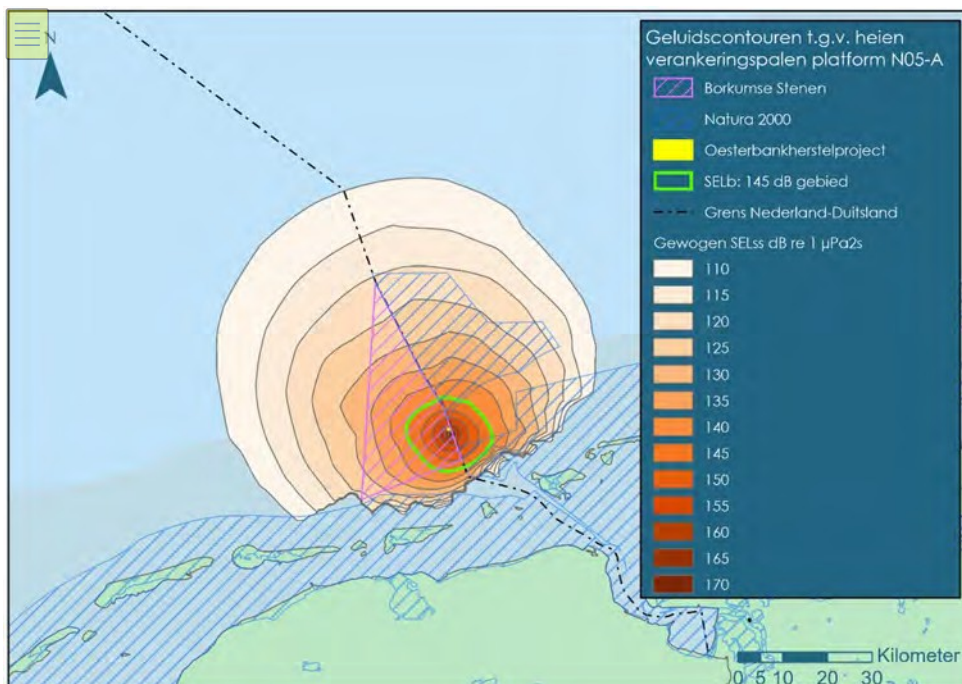 N
Geluidscontouren t.g.v. heien
verankeringspalen platform N05-A
Borkumse Stenen
Natura 2000
Oesterbankherstelproject
SELb: 145 dB gebied
Grens Nederland-Duitsland
Gewogen SELss dB re 1 µPa2s
110
115
120
125
130
135
140
145
150
155
160
165
170
Kilometer
0 5 10 20 30